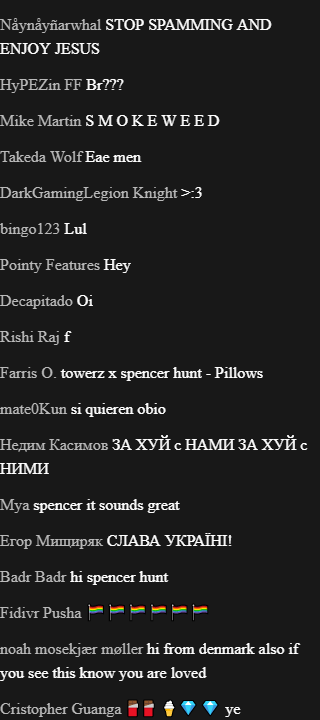 Nåynåyñarwhal STOP SPAMMING AND
ENJOY JESUS
HyPEZin FF Br???
Mike Martin S M O K E W E E D
Takeda Wolf Eae men
DarkGamingLegion Knight >:3
bingo123 Lul
Pointy Features Hey
Decapitado Oi
Rishi Raj f
Farris O. towerz x spencer hunt - Pillows
mate0Kun si quieren obio
Недим Касимов ЗА ХУЙ с НАМИ ЗА ХУЙ с
НИМИ
Mya spencer it sounds great
Егор Мищиряк СЛАВА УКРАЇНІ!
Badr Badr hi spencer hunt
Fidivr Pusha 🏳️‍🌈🏳️‍🌈🏳️‍🌈🏳️‍🌈🏳️‍🌈🏳️‍🌈
noah mosekjær møller hi from denmark also if
you see this know you are loved
Cristopher Guanga 🍫🍫🍦💎💎 ye